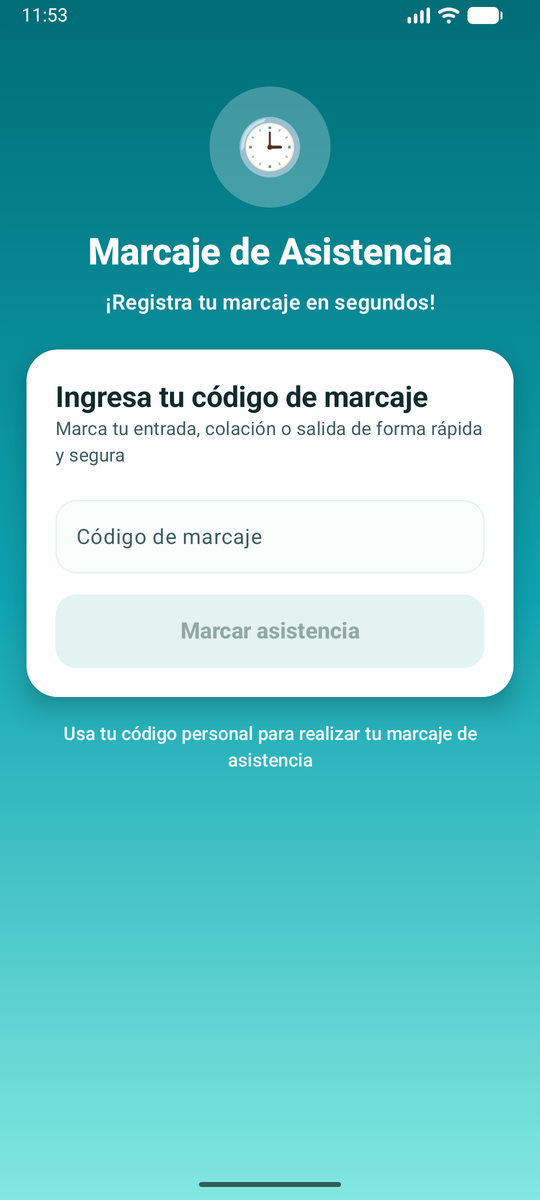 11:53
Marcaje de Asistencia
¡Registra tu marcaje en segundos!
Ingresa tu código de marcaje
Marca tu entrada, colación o salida de forma rápida
y segura
Código de marcaje
Marcar asistencia
Usa tu código personal para realizar tu marcaje de
asistencia